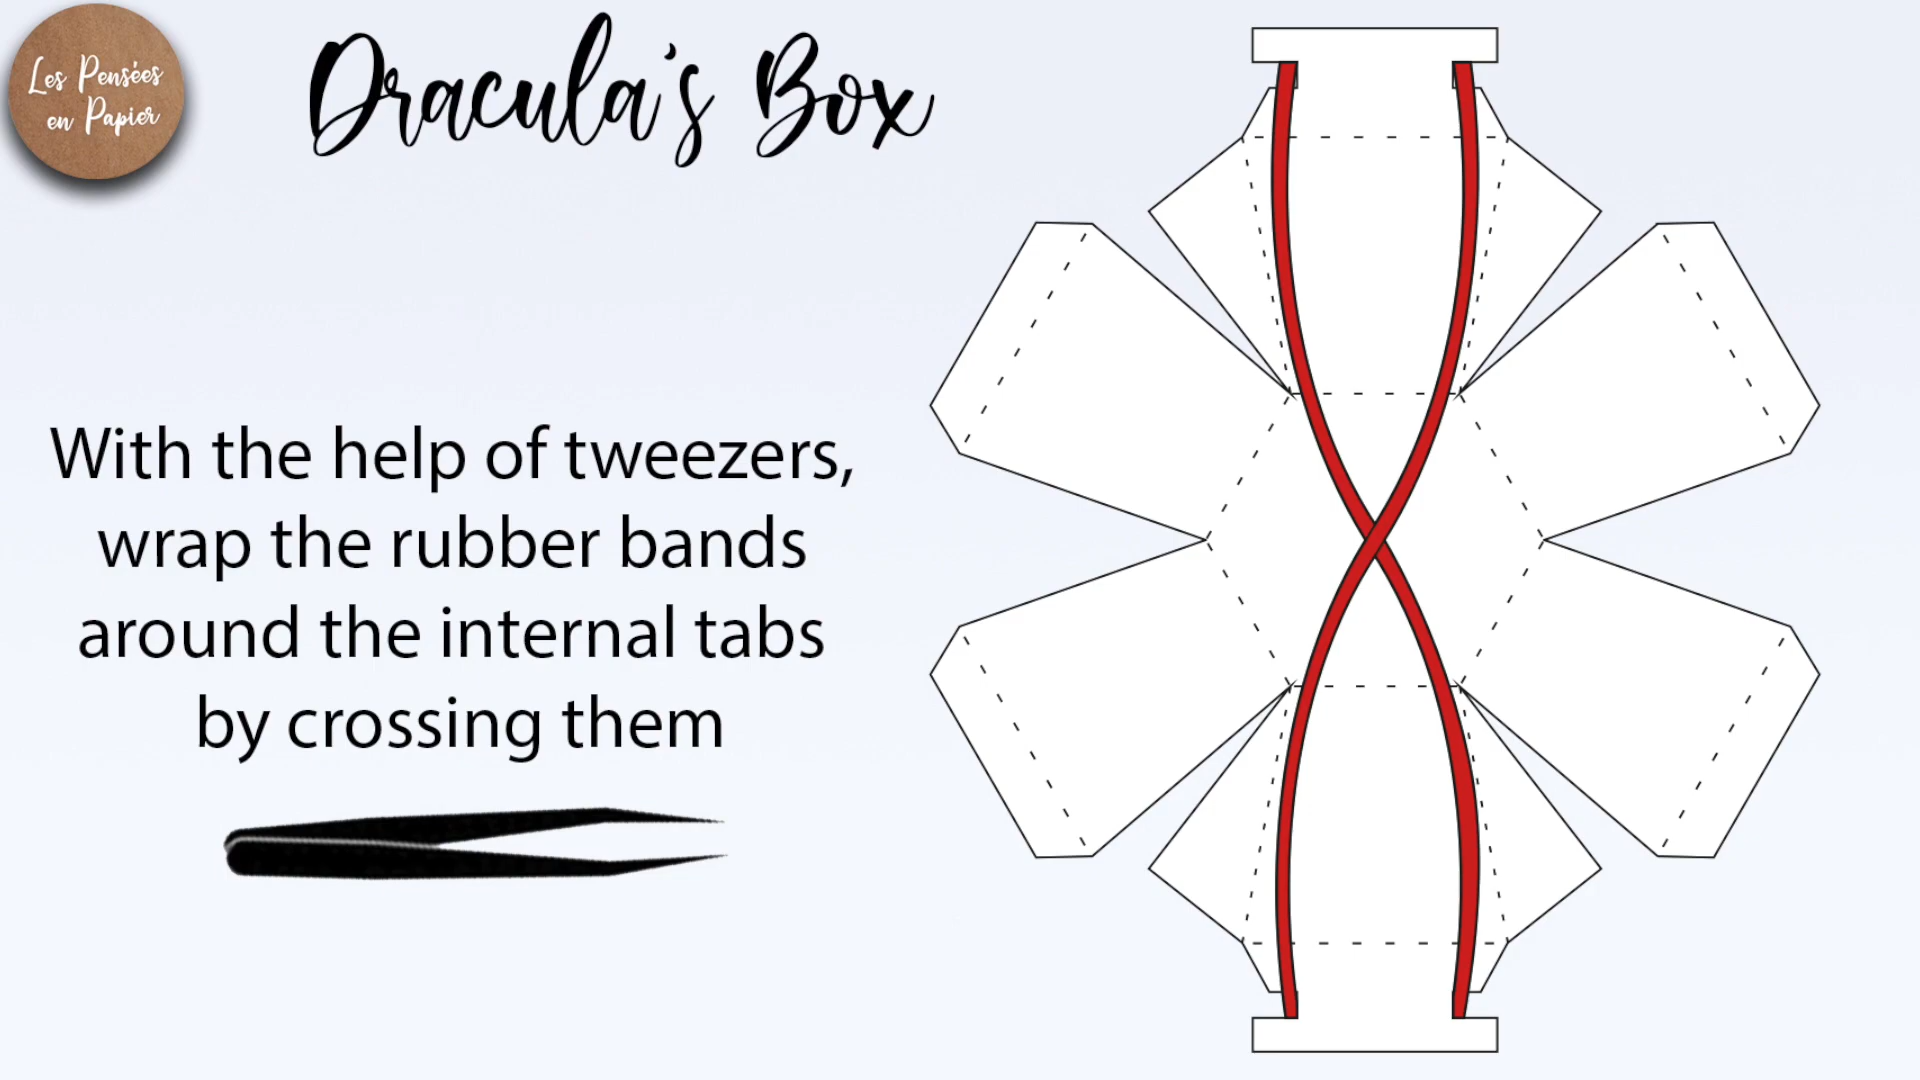 Les Pensées
en Papier
Dracula's Box
With the help of tweezers,
wrap the rubber bands
around the internal tabs
by crossing them